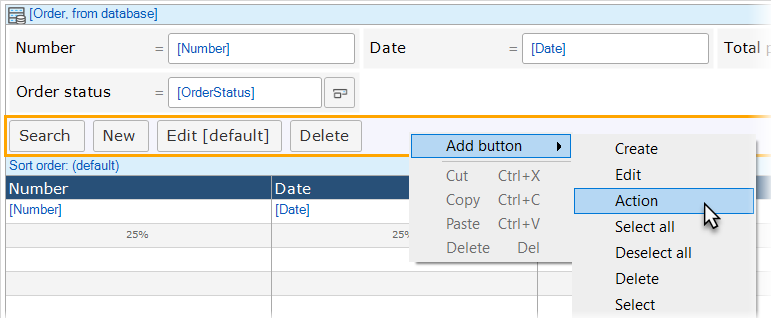 [Order, from database]
Number = [Number] Date = [Date] Total
Order status = [OrderStatus]
Search New Edit [default] Delete
Add button
Cut Ctrl+X
Copy Ctrl+C
Paste Ctrl+V
Delete Del
Create
Edit
Action
Select all
Deselect all
Delete
Select
Sort order: (default)
Number Date
[Number] [Date]
25% 25%